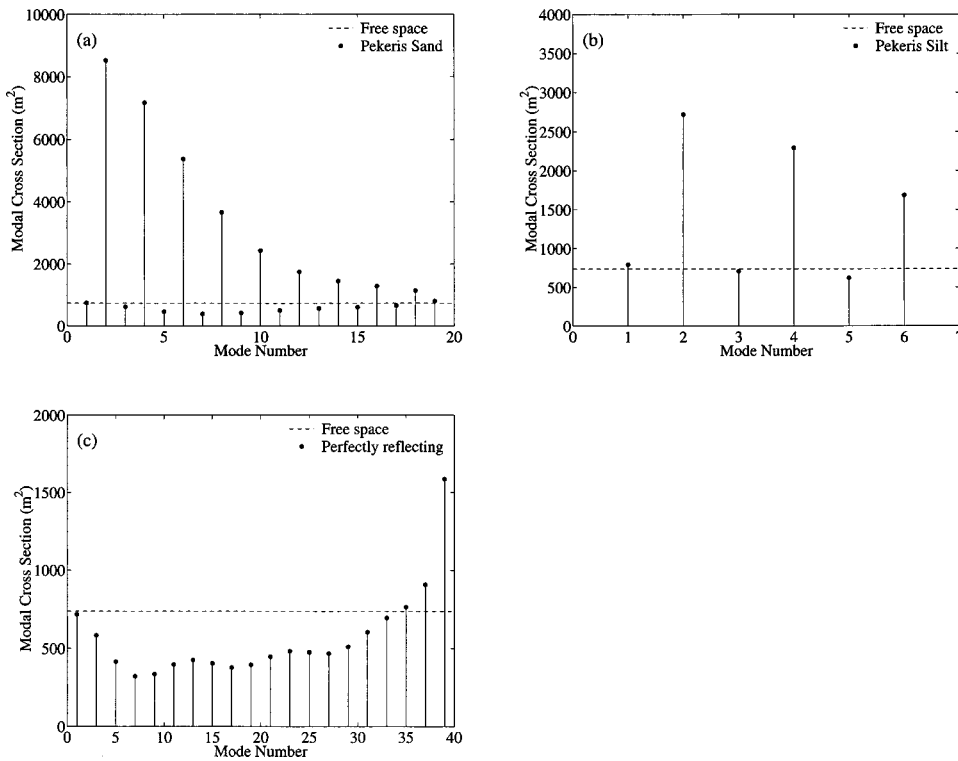 (a)
Free space
Pekeris Sand
Modal Cross Section (m²)
10000
8000
6000
4000
2000
0
0 5 10 15 20
Mode Number
(b)
Free space
Pekeris Silt
Modal Cross Section (m²)
4000
3500
3000
2500
2000
1500
1000
500
0
0 1 2 3 4 5 6 7
Mode Number
(c)
Free space
Perfectly reflecting
Modal Cross Section (m²)
2000
1500
1000
500
0
0 5 10 15 20 25 30 35 40
Mode Number